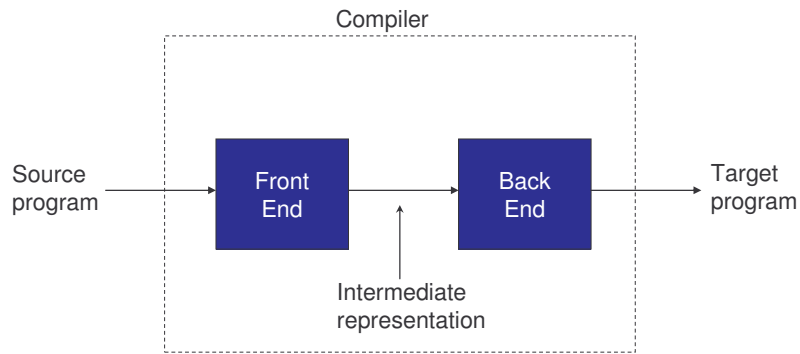 Compiler
Source
program
Front
End
Back
End
Target
program
Intermediate
representation